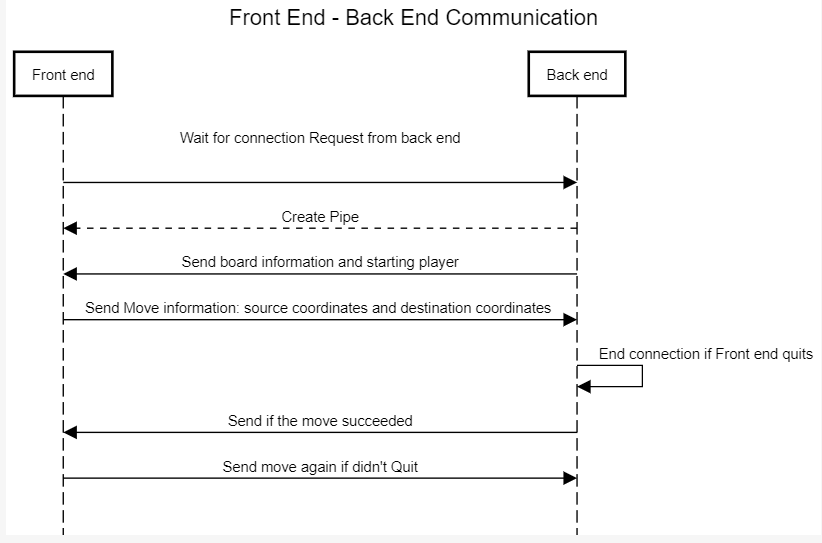 Front End - Back End Communication
Front end
Back end
Wait for connection Request from back end
Create Pipe
Send board information and starting player
Send Move information: source coordinates and destination coordinates
End connection if Front end quits
Send if the move succeeded
Send move again if didn't Quit